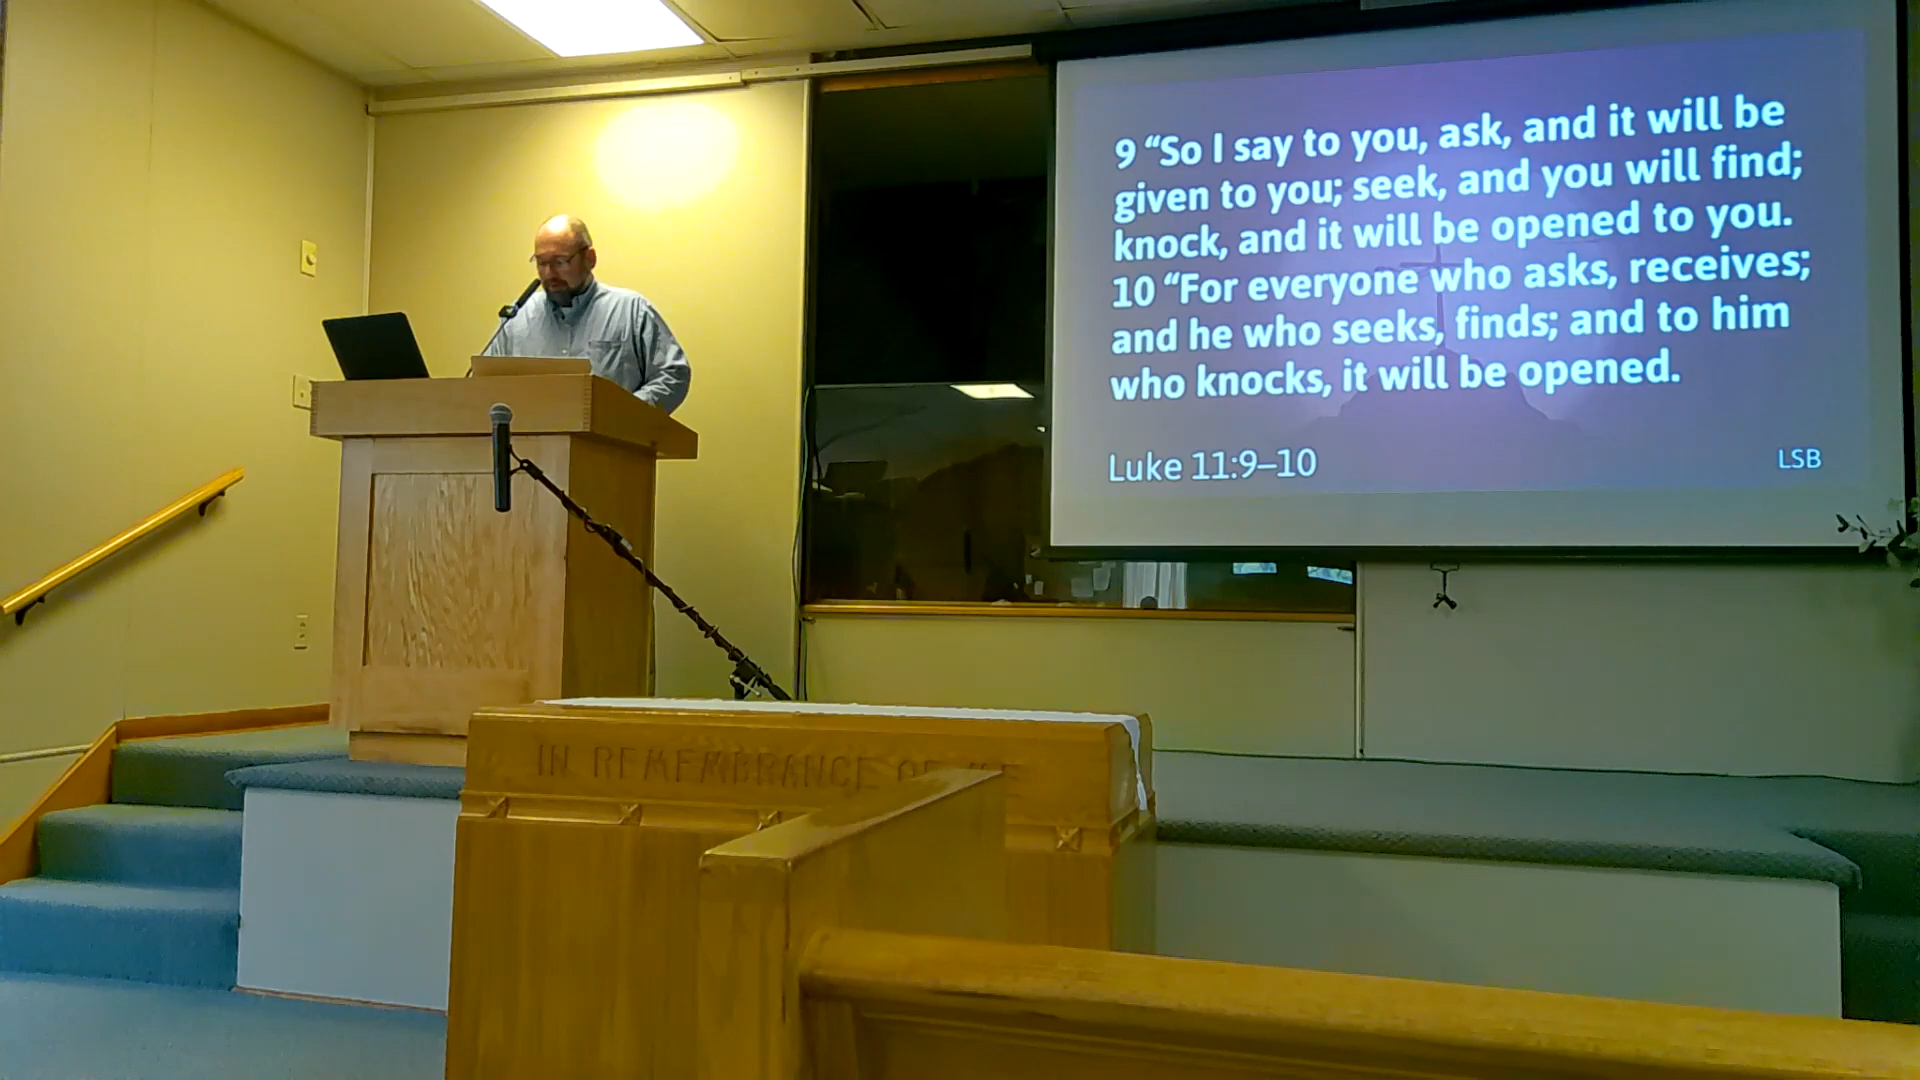 9 “So I say to you, ask, and it will be
given to you; seek, and you will find;
knock, and it will be opened to you.
10 “For everyone who asks, receives;
and he who seeks, finds; and to him
who knocks, it will be opened.
Luke 11:9–10
LSB
IN REMEMBRANCE OF ME